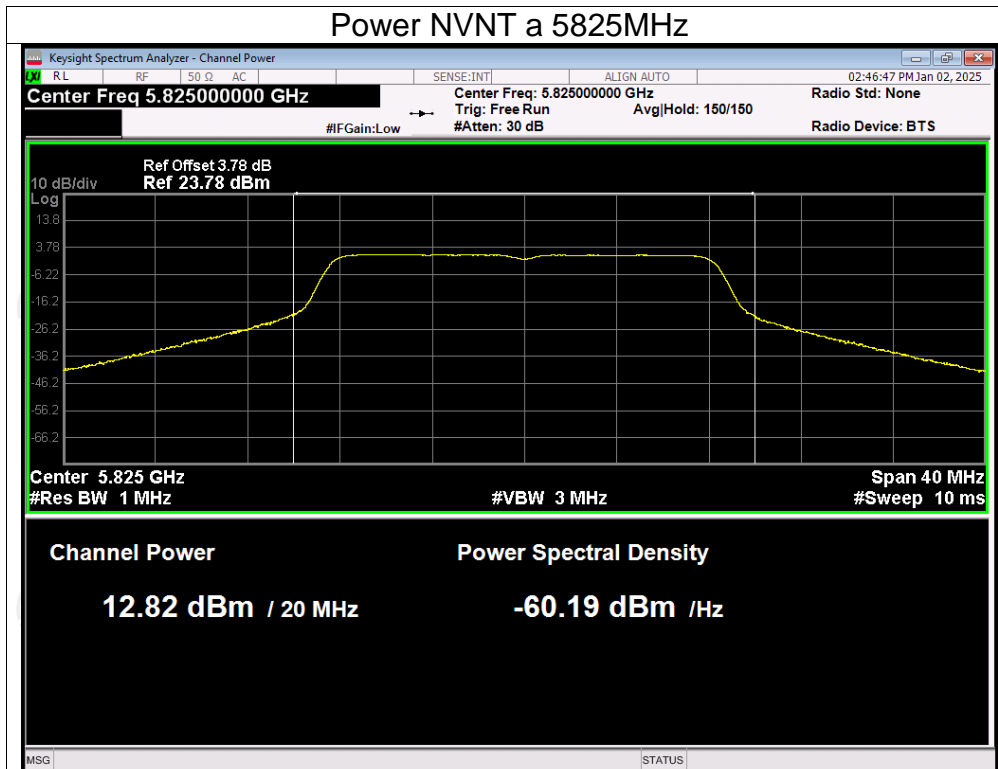 Power NVNT a 5825MHz
Keysight Spectrum Analyzer - Channel Power
LXI RL RF 50 Ω AC SENSE:INT ALIGN AUTO 02:46:47 PM Jan 02, 2025
Center Freq 5.825000000 GHz
Center Freq: 5.825000000 GHz Radio Std: None
Trig: Free Run Avg|Hold: 150/150
#IFGain:Low #Atten: 30 dB Radio Device: BTS
Ref Offset 3.78 dB
10 dB/div Ref 23.78 dBm
Log
13.8
3.78
-6.22
-16.2
-26.2
-36.2
-46.2
-56.2
-66.2
Center 5.825 GHz Span 40 MHz
#Res BW 1 MHz #VBW 3 MHz #Sweep 10 ms
Channel Power Power Spectral Density
12.82 dBm / 20 MHz -60.19 dBm /Hz
MSG STATUS